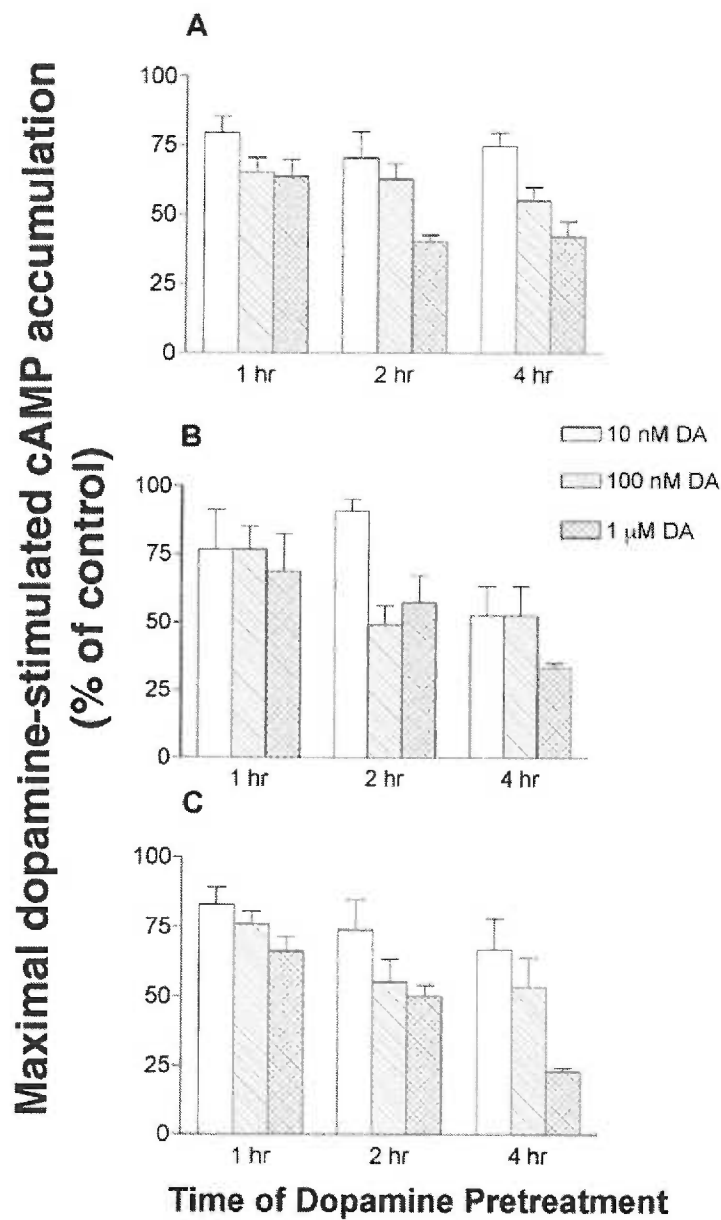 Maximal dopamine-stimulated cAMP accumulation
(% of control)
A
100
75
50
25
0
1 hr 2 hr 4 hr
B
10 nM DA
100 nM DA
1 μM DA
100
75
50
25
0
1 hr 2 hr 4 hr
C
100
75
50
25
0
1 hr 2 hr 4 hr
Time of Dopamine Pretreatment